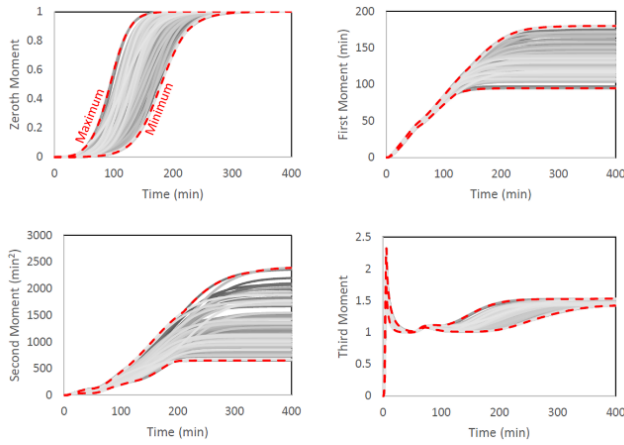 1
0.8
0.6
0.4
0.2
0
Zeroth Moment
Maximum
Minimum
0 100 200 300 400
Time (min)
200
150
100
50
0
First Moment (min)
0 100 200 300 400
Time (min)
3000
2500
2000
1500
1000
500
0
Second Moment (min²)
0 100 200 300 400
Time (min)
2.5
2
1.5
1
0.5
0
Third Moment
0 100 200 300 400
Time (min)